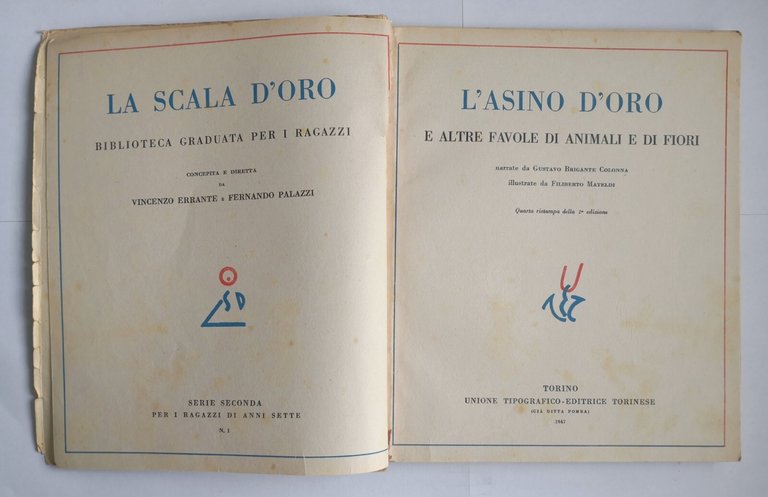 LA SCALA D'ORO
BIBLIOTECA GRADUATA PER I RAGAZZI
CONCEPITA E DIRETTA
DA
VINCENZO ERRANTE E FERNANDO PALAZZI
SD
SERIE SECONDA
PER I RAGAZZI DI ANNI SETTE
N. 1
L'ASINO D'ORO
E ALTRE FAVOLE DI ANIMALI E DI FIORI
narrate da GUSTAVO BRIGANTE COLONNA
illustrate da FILIBERTO MATELDI
Quarta ristampa della 1ª edizione
TORINO
UNIONE TIPOGRAFICO-EDITRICE TORINESE
(GIÀ DITTA POMBA)
1947